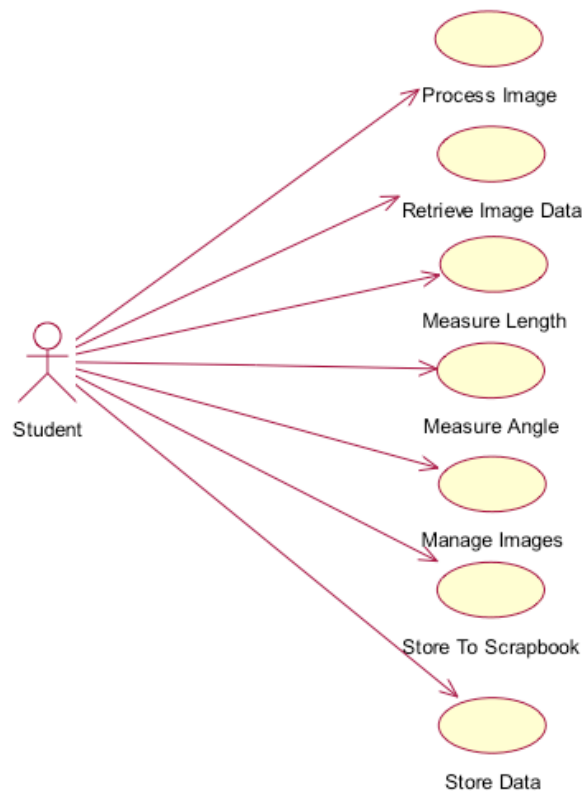 Process Image
Retrieve Image Data
Measure Length
Student
Measure Angle
Manage Images
Store To Scrapbook
Store Data